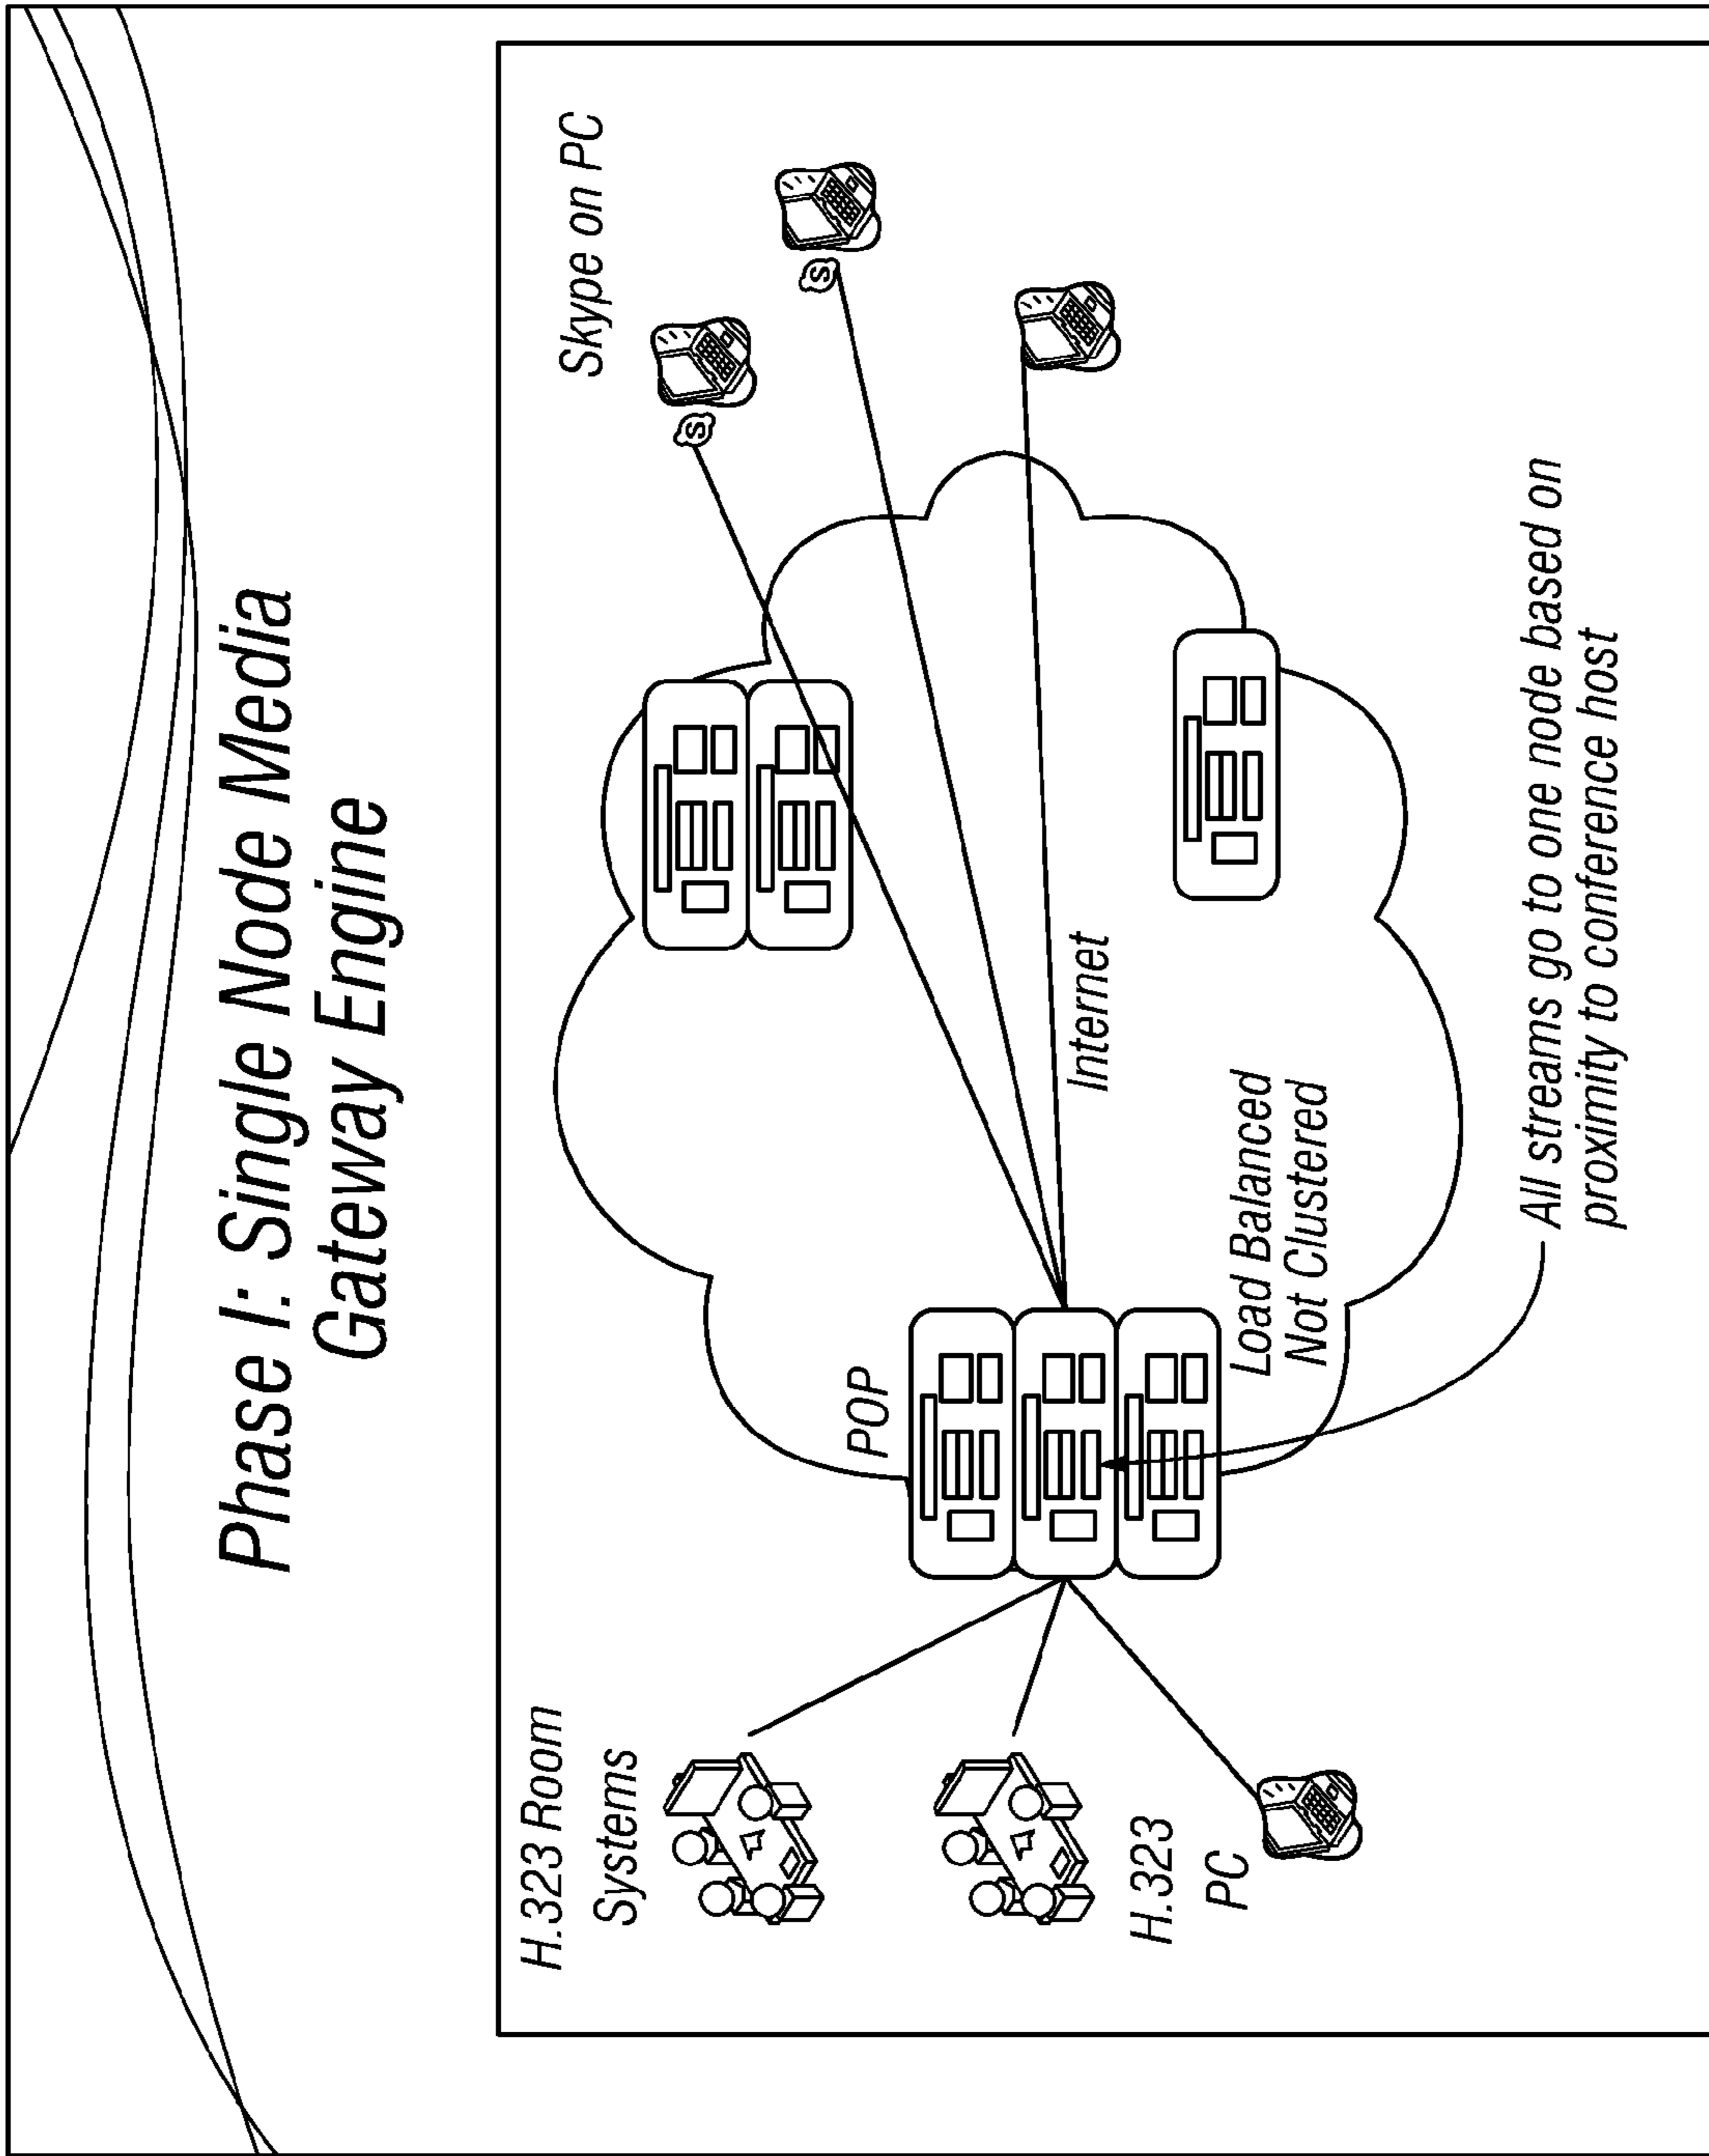 Phase I: Single Node Media
Gateway Engine
H.323 Room
Systems
Skype on PC
S
S
POP
Internet
H.323
PC
Load Balanced
Not Clustered
All streams go to one node based on
proximity to conference host